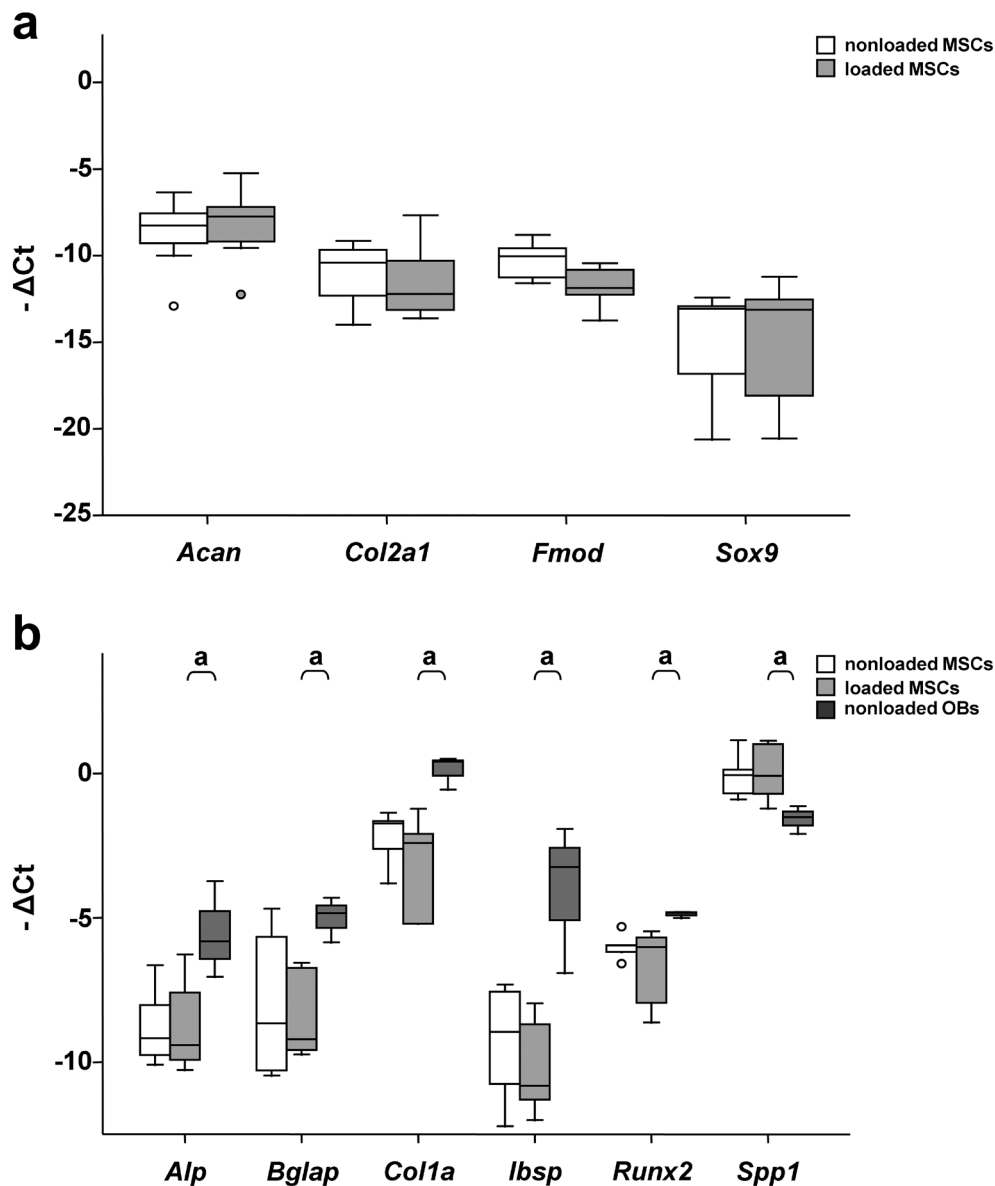 a
nonloaded MSCs
loaded MSCs
0
-5
-10
-15
-20
-25
- ΔCt
Acan Col2a1 Fmod Sox9
b
a a a a a a
nonloaded MSCs
loaded MSCs
nonloaded OBs
0
-5
-10
- ΔCt
Alp Bglap Col1a Ibsp Runx2 Spp1